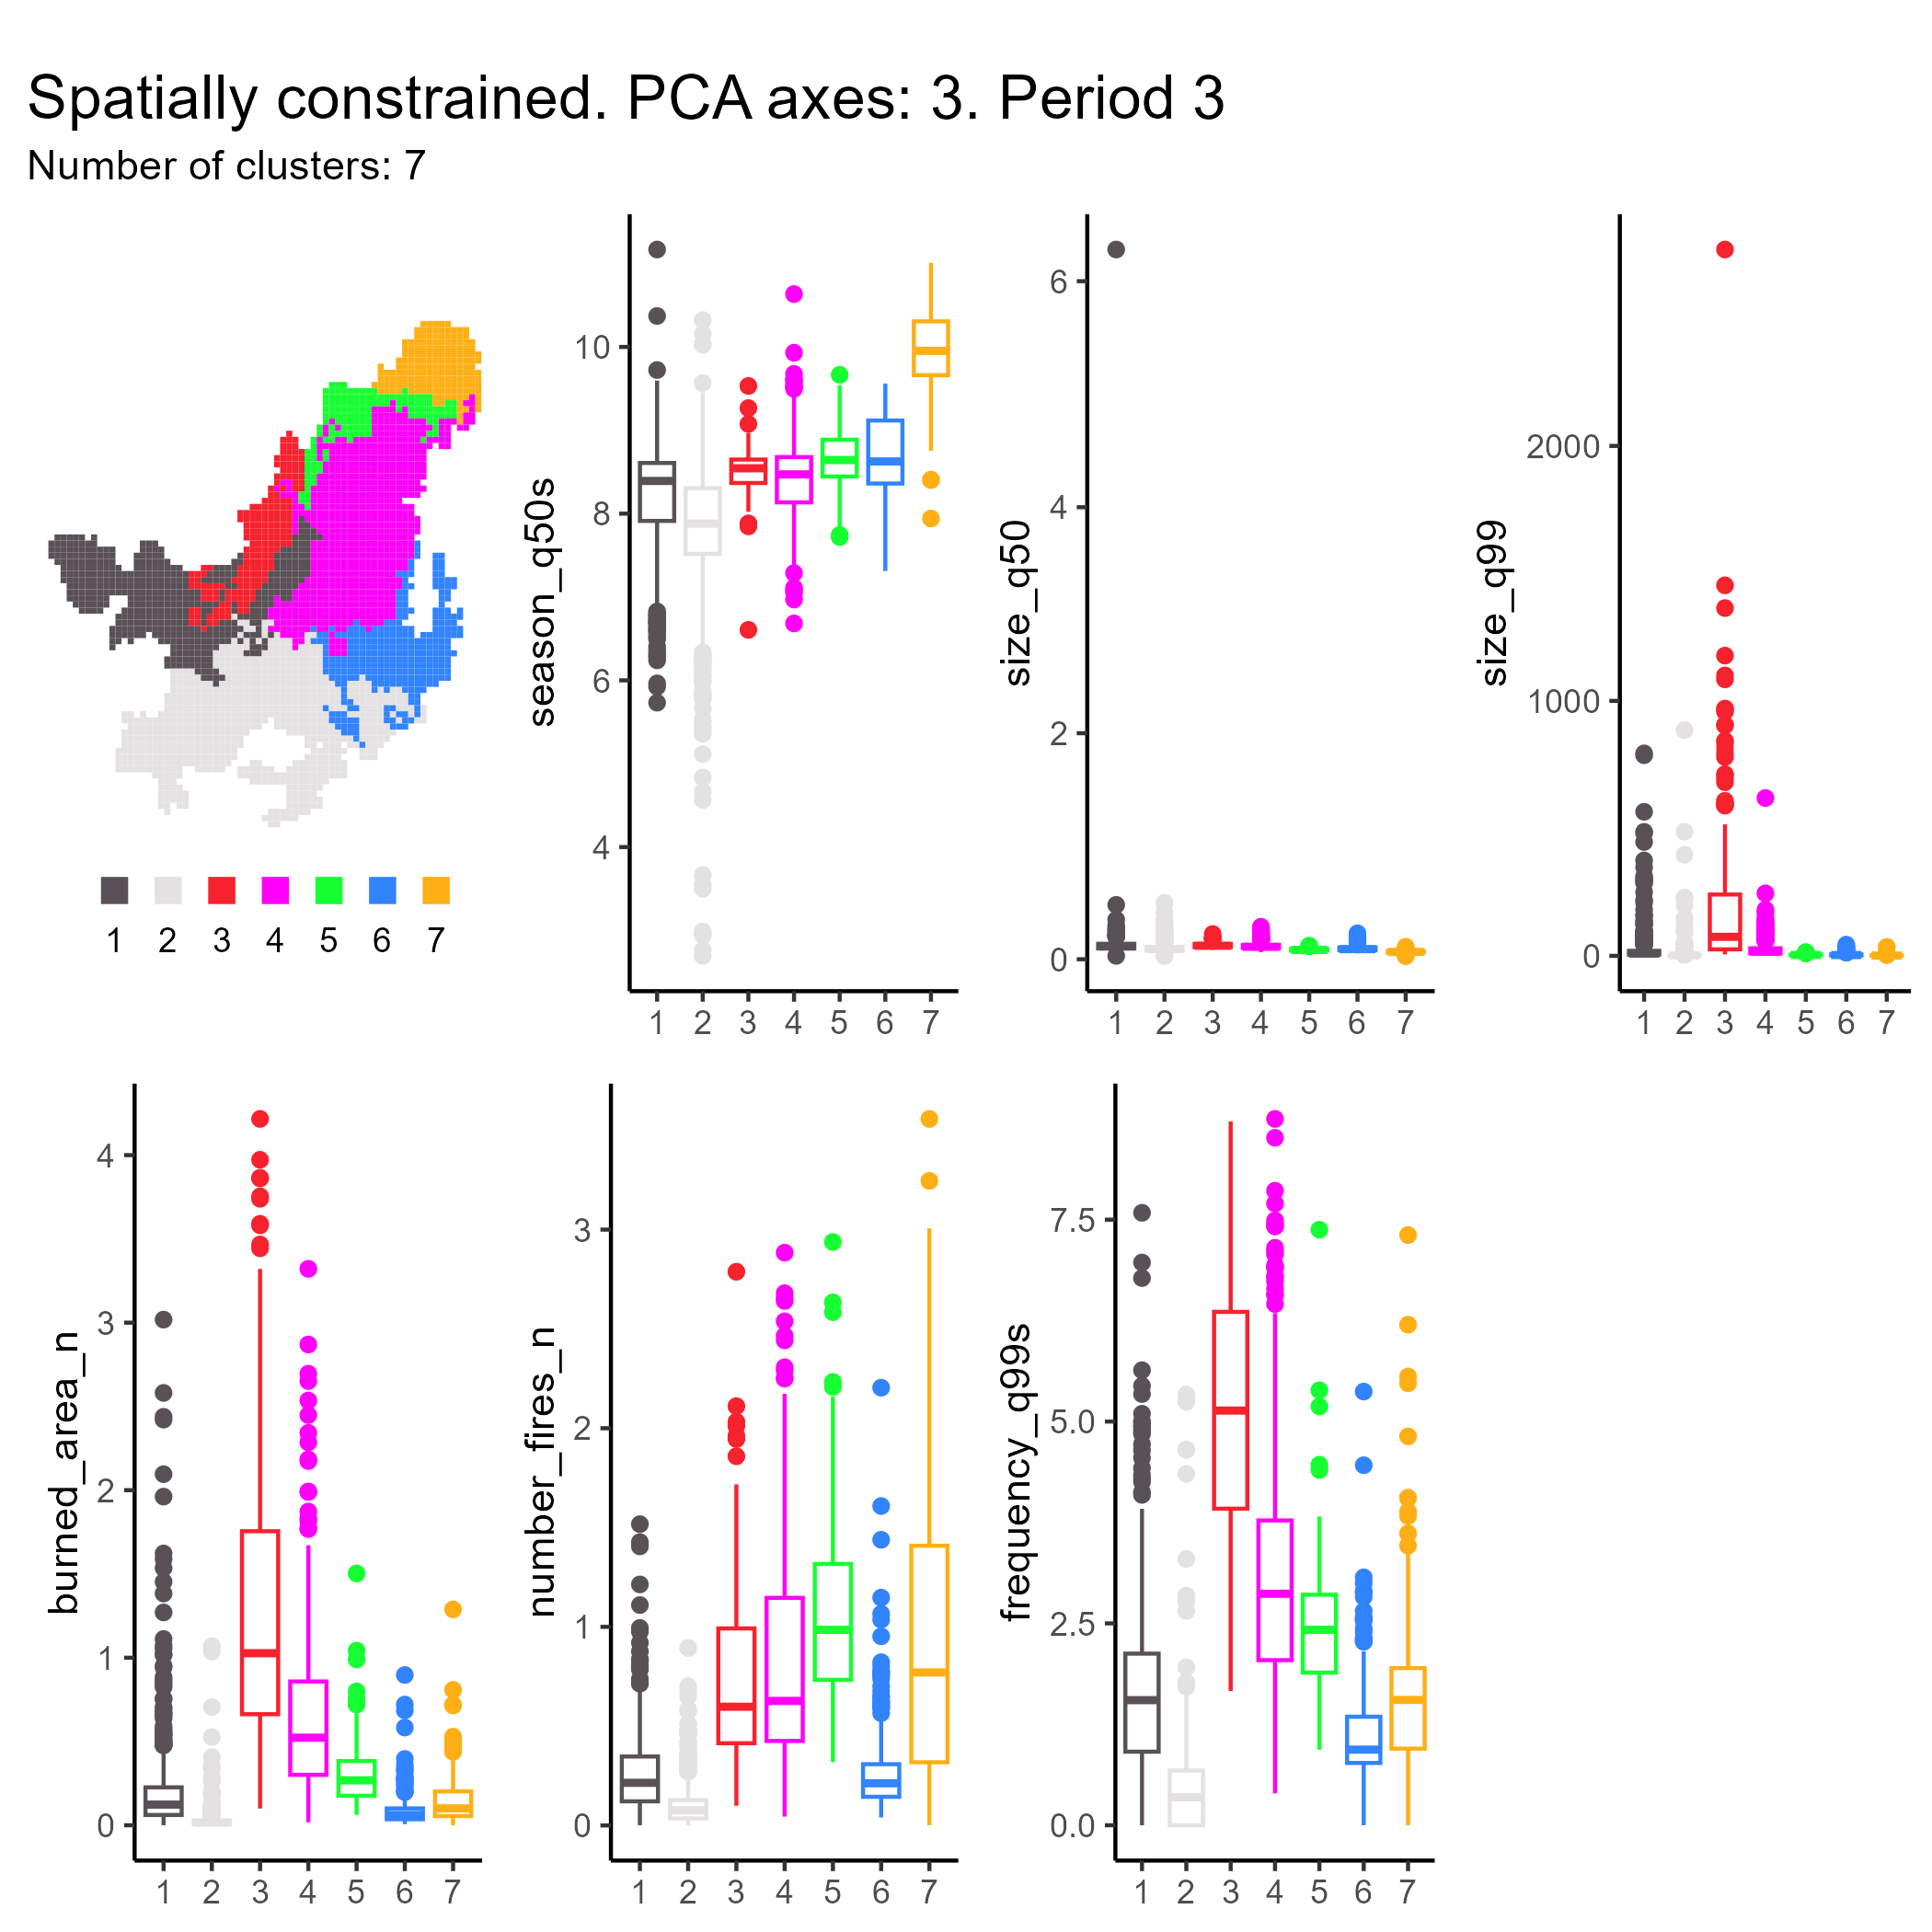 Spatially constrained. PCA axes: 3. Period 3
Number of clusters: 7
1 2 3 4 5 6 7
season_q50s
10
8
6
4
1 2 3 4 5 6 7
size_q50
6
4
2
0
1 2 3 4 5 6 7
size_q99
2000
1000
0
1 2 3 4 5 6 7
burned_area_n
4
3
2
1
0
1 2 3 4 5 6 7
number_fires_n
3
2
1
0
1 2 3 4 5 6 7
frequency_q99s
7.5
5.0
2.5
0.0
1 2 3 4 5 6 7